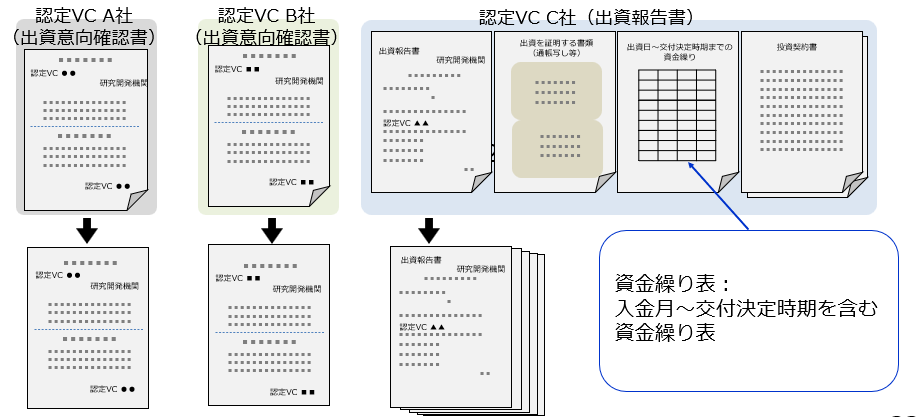 認定VC A社
（出資意向確認書）
認定VC ●●
研究開発機関
認定VC ●●
認定VC B社
（出資意向確認書）
認定VC ■■
研究開発機関
認定VC ■■
認定VC C社（出資報告書）
出資報告書
研究開発機関
認定VC ▲▲
出資を証明する書類
（通帳写し等）
出資日～交付決定時期までの
資金繰り
投資契約書
認定VC ●●
研究開発機関
認定VC ●●
認定VC ■■
研究開発機関
認定VC ■■
出資報告書
研究開発機関
認定VC ▲▲
資金繰り表：
入金月～交付決定時期を含む
資金繰り表